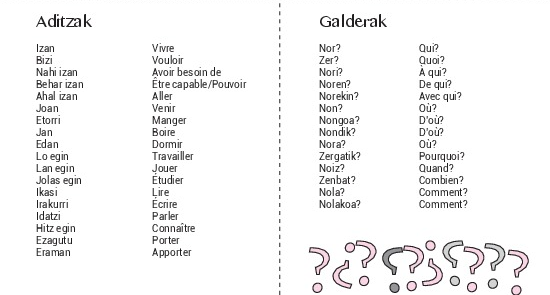 Aditzak
Izan Vivre
Bizi Vouloir
Nahi izan Avoir besoin de
Behar izan Être capable/Pouvoir
Ahal izan Aller
Joan Venir
Etorri Manger
Jan Boire
Edan Dormir
Lo egin Travailler
Lan egin Jouer
Jolas egin Étudier
Ikasi Lire
Irakurri Écrire
Idatzi Parler
Hitz egin Connaître
Ezagutu Porter
Eraman Apporter
Galderak
Nor? Qui?
Zer? Quoi?
Nori? À qui?
Noren? De qui?
Norekin? Avec qui?
Non? Où?
Nongoa? D'où?
Nondik? D'où?
Nora? Où?
Zergatik? Pourquoi?
Noiz? Quand?
Zenbat? Combien?
Nola? Comment?
Nolakoa? Comment?